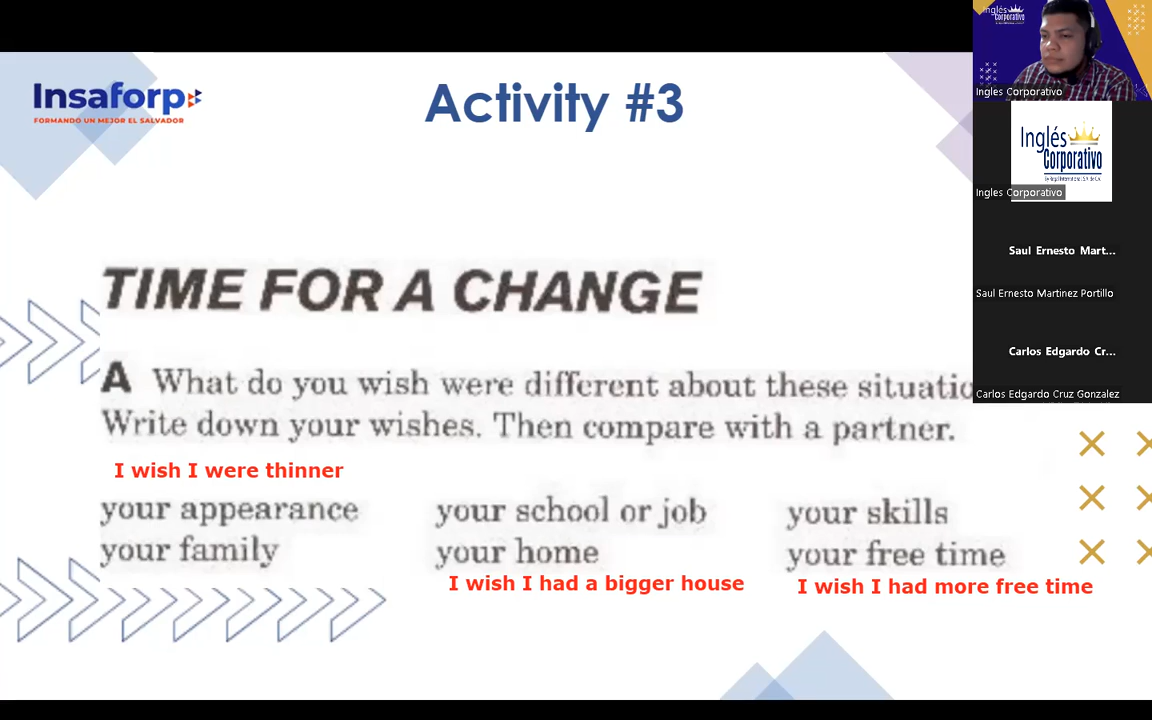 Insaforp
FORMANDO UN MEJOR EL SALVADOR
Activity #3
TIME FOR A CHANGE
A What do you wish were different about these situatio
Write down your wishes. Then compare with a partner.
I wish I were thinner
your appearance
your family
your school or job
your home
I wish I had a bigger house
your skills
your free time
I wish I had more free time
Inglés
Corporativo
Ingles Corporativo
Inglés
Corporativo
Ingles Corporativo
Saul Ernesto Mart...
Saul Ernesto Martinez Portillo
Carlos Edgardo Cr...
Carlos Edgardo Cruz Gonzalez